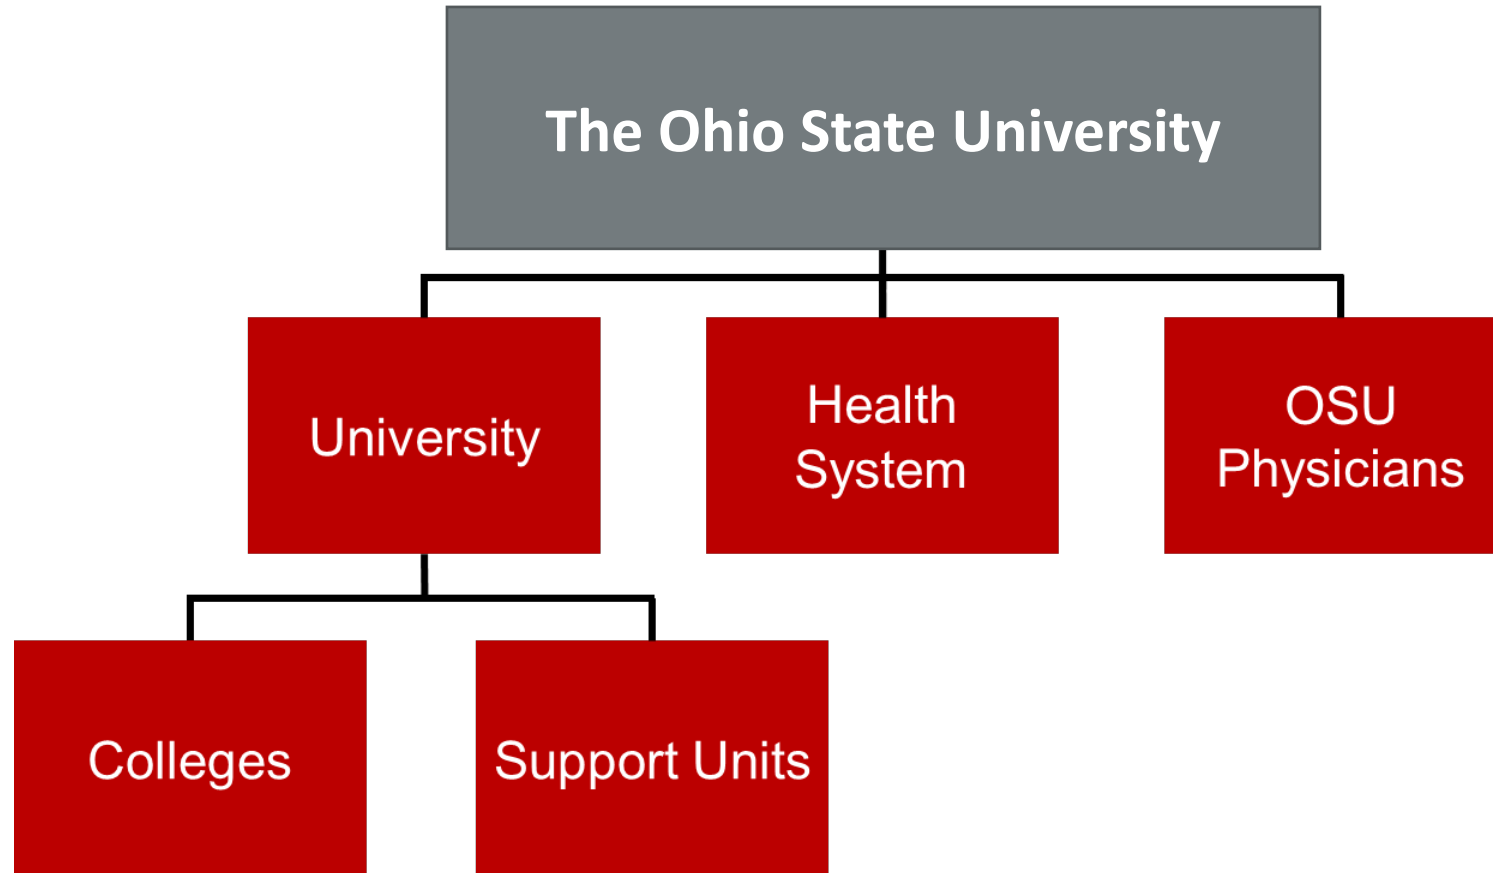 The Ohio State University
University
Health
System
OSU
Physicians
Colleges
Support Units